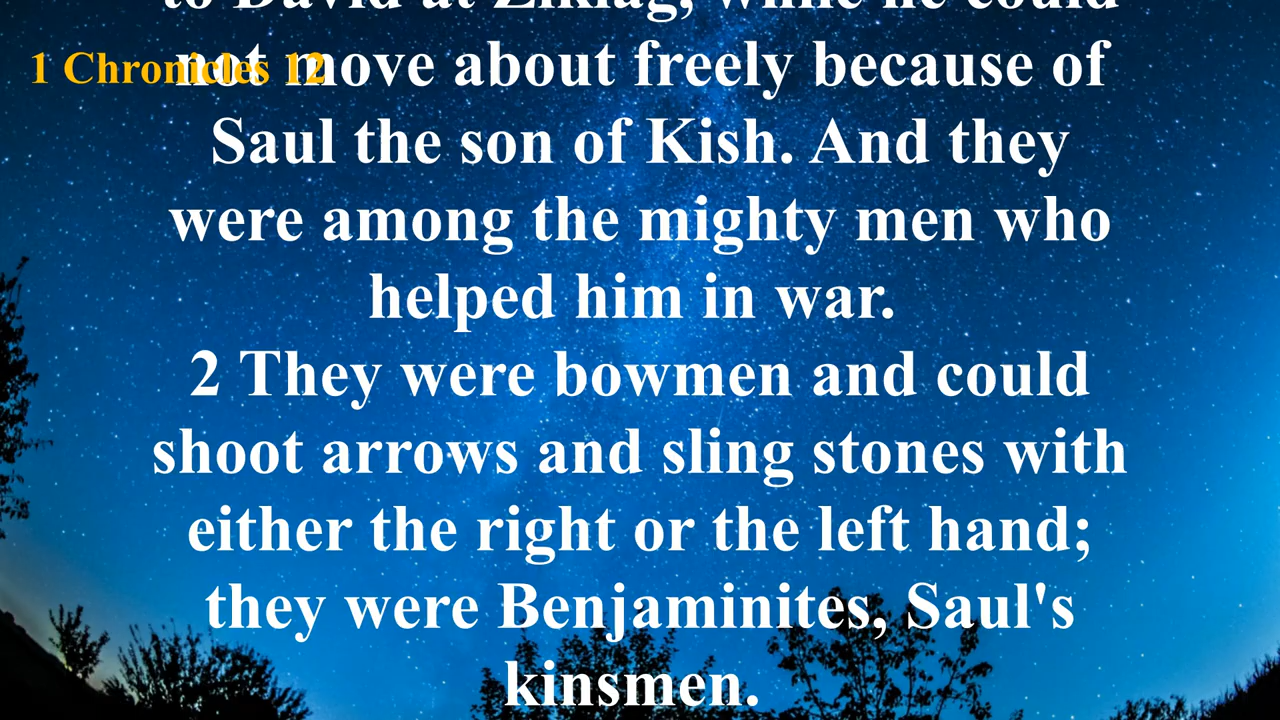 to David at Ziklag, while he could
1 Chronicles 12
not move about freely because of
Saul the son of Kish. And they
were among the mighty men who
helped him in war.
2 They were bowmen and could
shoot arrows and sling stones with
either the right or the left hand;
they were Benjaminites, Saul's
kinsmen.